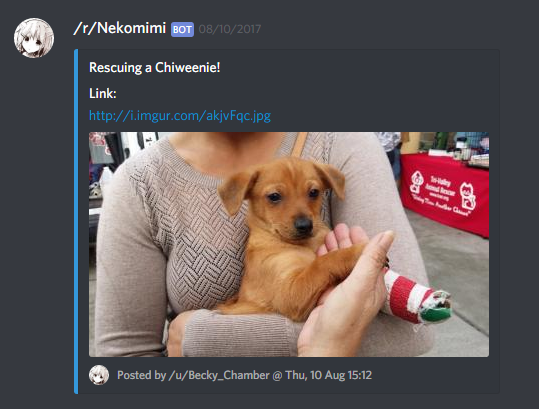 /r/Nekomimi BOT 08/10/2017
Rescuing a Chiweenie!
Link:
http://i.imgur.com/akjvFqc.jpg
Tri-Valley
Animal Rescue
"Giving Them Another Chance"
Posted by /u/Becky_Chamber @ Thu, 10 Aug 15:12